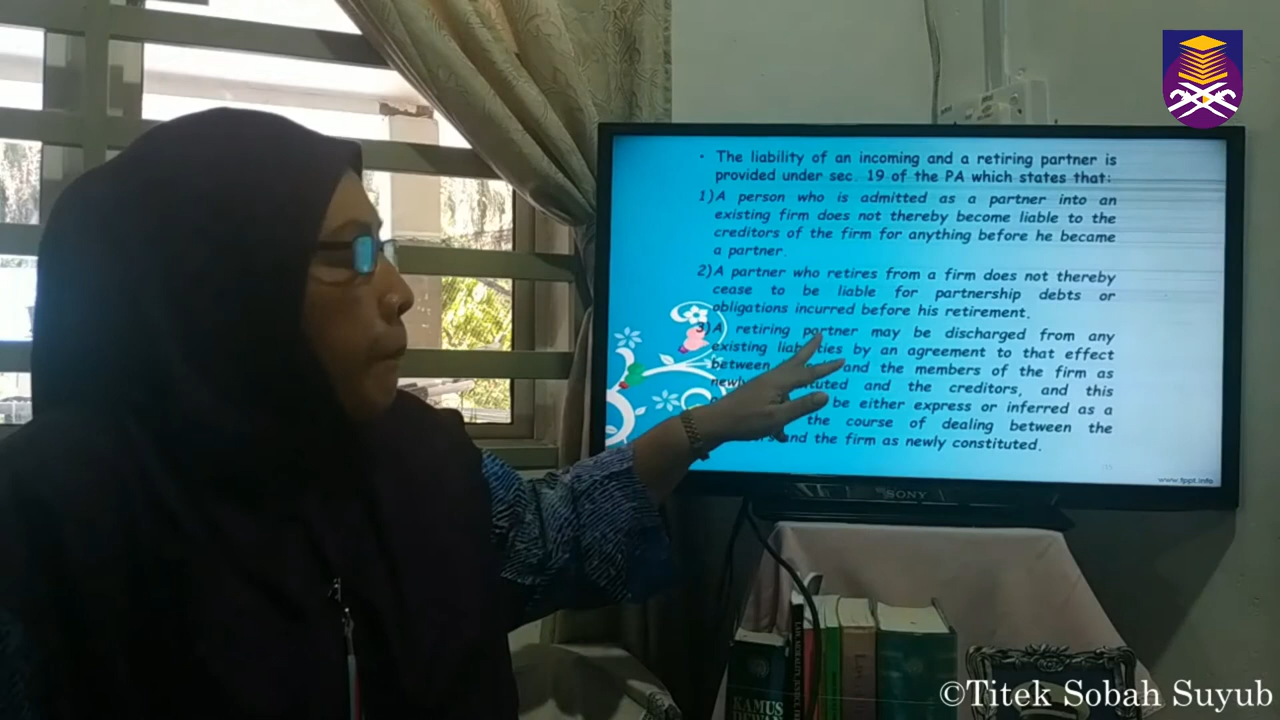 • The liability of an incoming and a retiring partner is
provided under sec. 19 of the PA which states that:
1)A person who is admitted as a partner into an
existing firm does not thereby become liable to the
creditors of the firm for anything before he became
a partner.
2)A partner who retires from a firm does not thereby
cease to be liable for partnership debts or
obligations incurred before his retirement.
3)A retiring partner may be discharged from any
existing liabilities by an agreement to that effect
between and the members of the firm as
newly and the creditors, and this
be either express or inferred as a
the course of dealing between the
and the firm as newly constituted.
www.fppt.info
SONY
KAMUS
©Titek Sobah Suyub